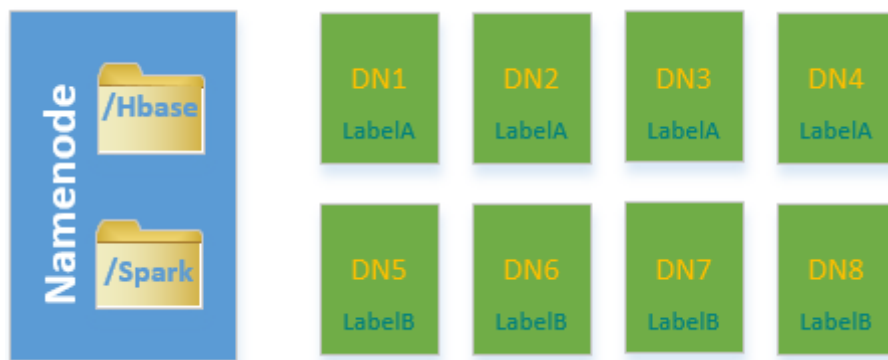 Namenode
/Hbase
/Spark
DN1
LabelA
DN2
LabelA
DN3
LabelA
DN4
LabelA
DN5
LabelB
DN6
LabelB
DN7
LabelB
DN8
LabelB